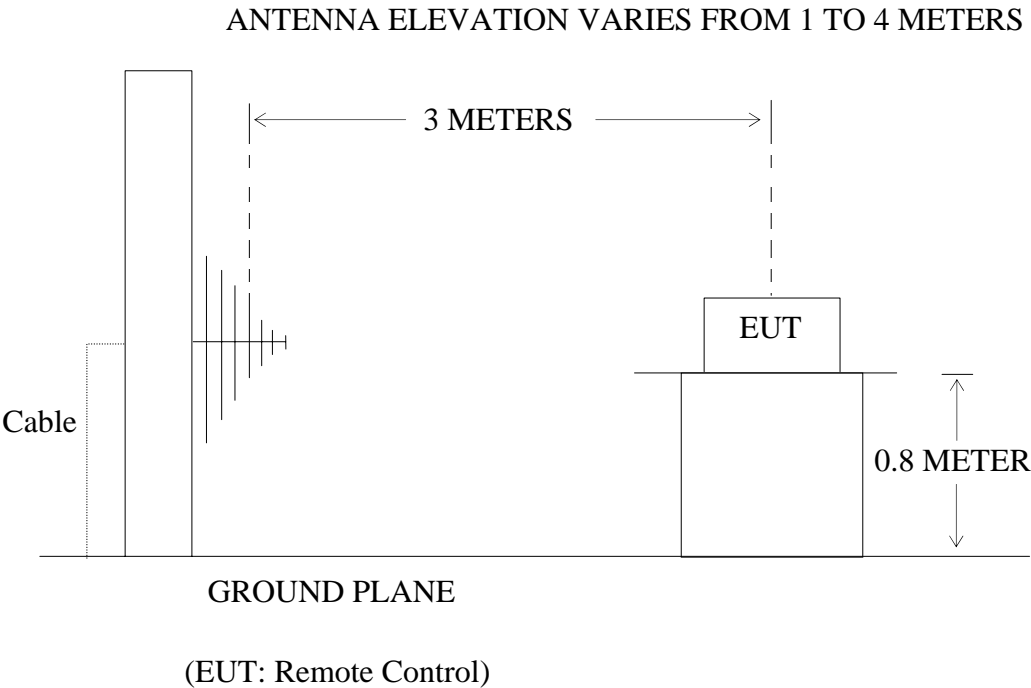 ANTENNA ELEVATION VARIES FROM 1 TO 4 METERS
3 METERS
EUT
Cable
0.8 METER
GROUND PLANE
(EUT: Remote Control)